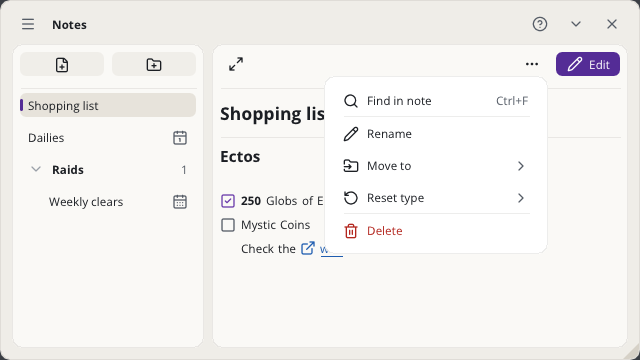 Notes
Edit
Shopping list
Dailies
Raids 1
Weekly clears
Shopping lis
Ectos
250 Globs of E
Mystic Coins
Check the
Find in note Ctrl+F
Rename
Move to
Reset type
Delete